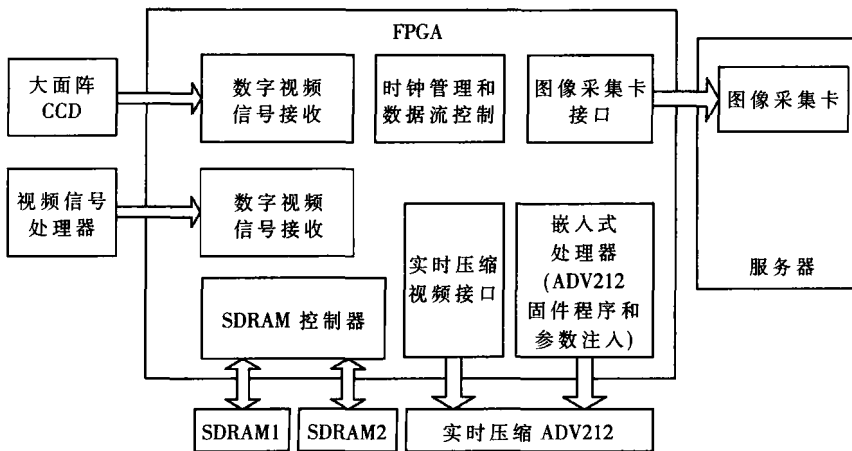 FPGA
大面阵
CCD
数字视频
信号接收
时钟管理和
数据流控制
图像采集卡
接口
图像采集卡
视频信号
处理器
数字视频
信号接收
实时压缩
视频接口
嵌入式
处理器
(ADV212
固件程序和
参数注入)
服务器
SDRAM 控制器
SDRAM1
SDRAM2
实时压缩 ADV212